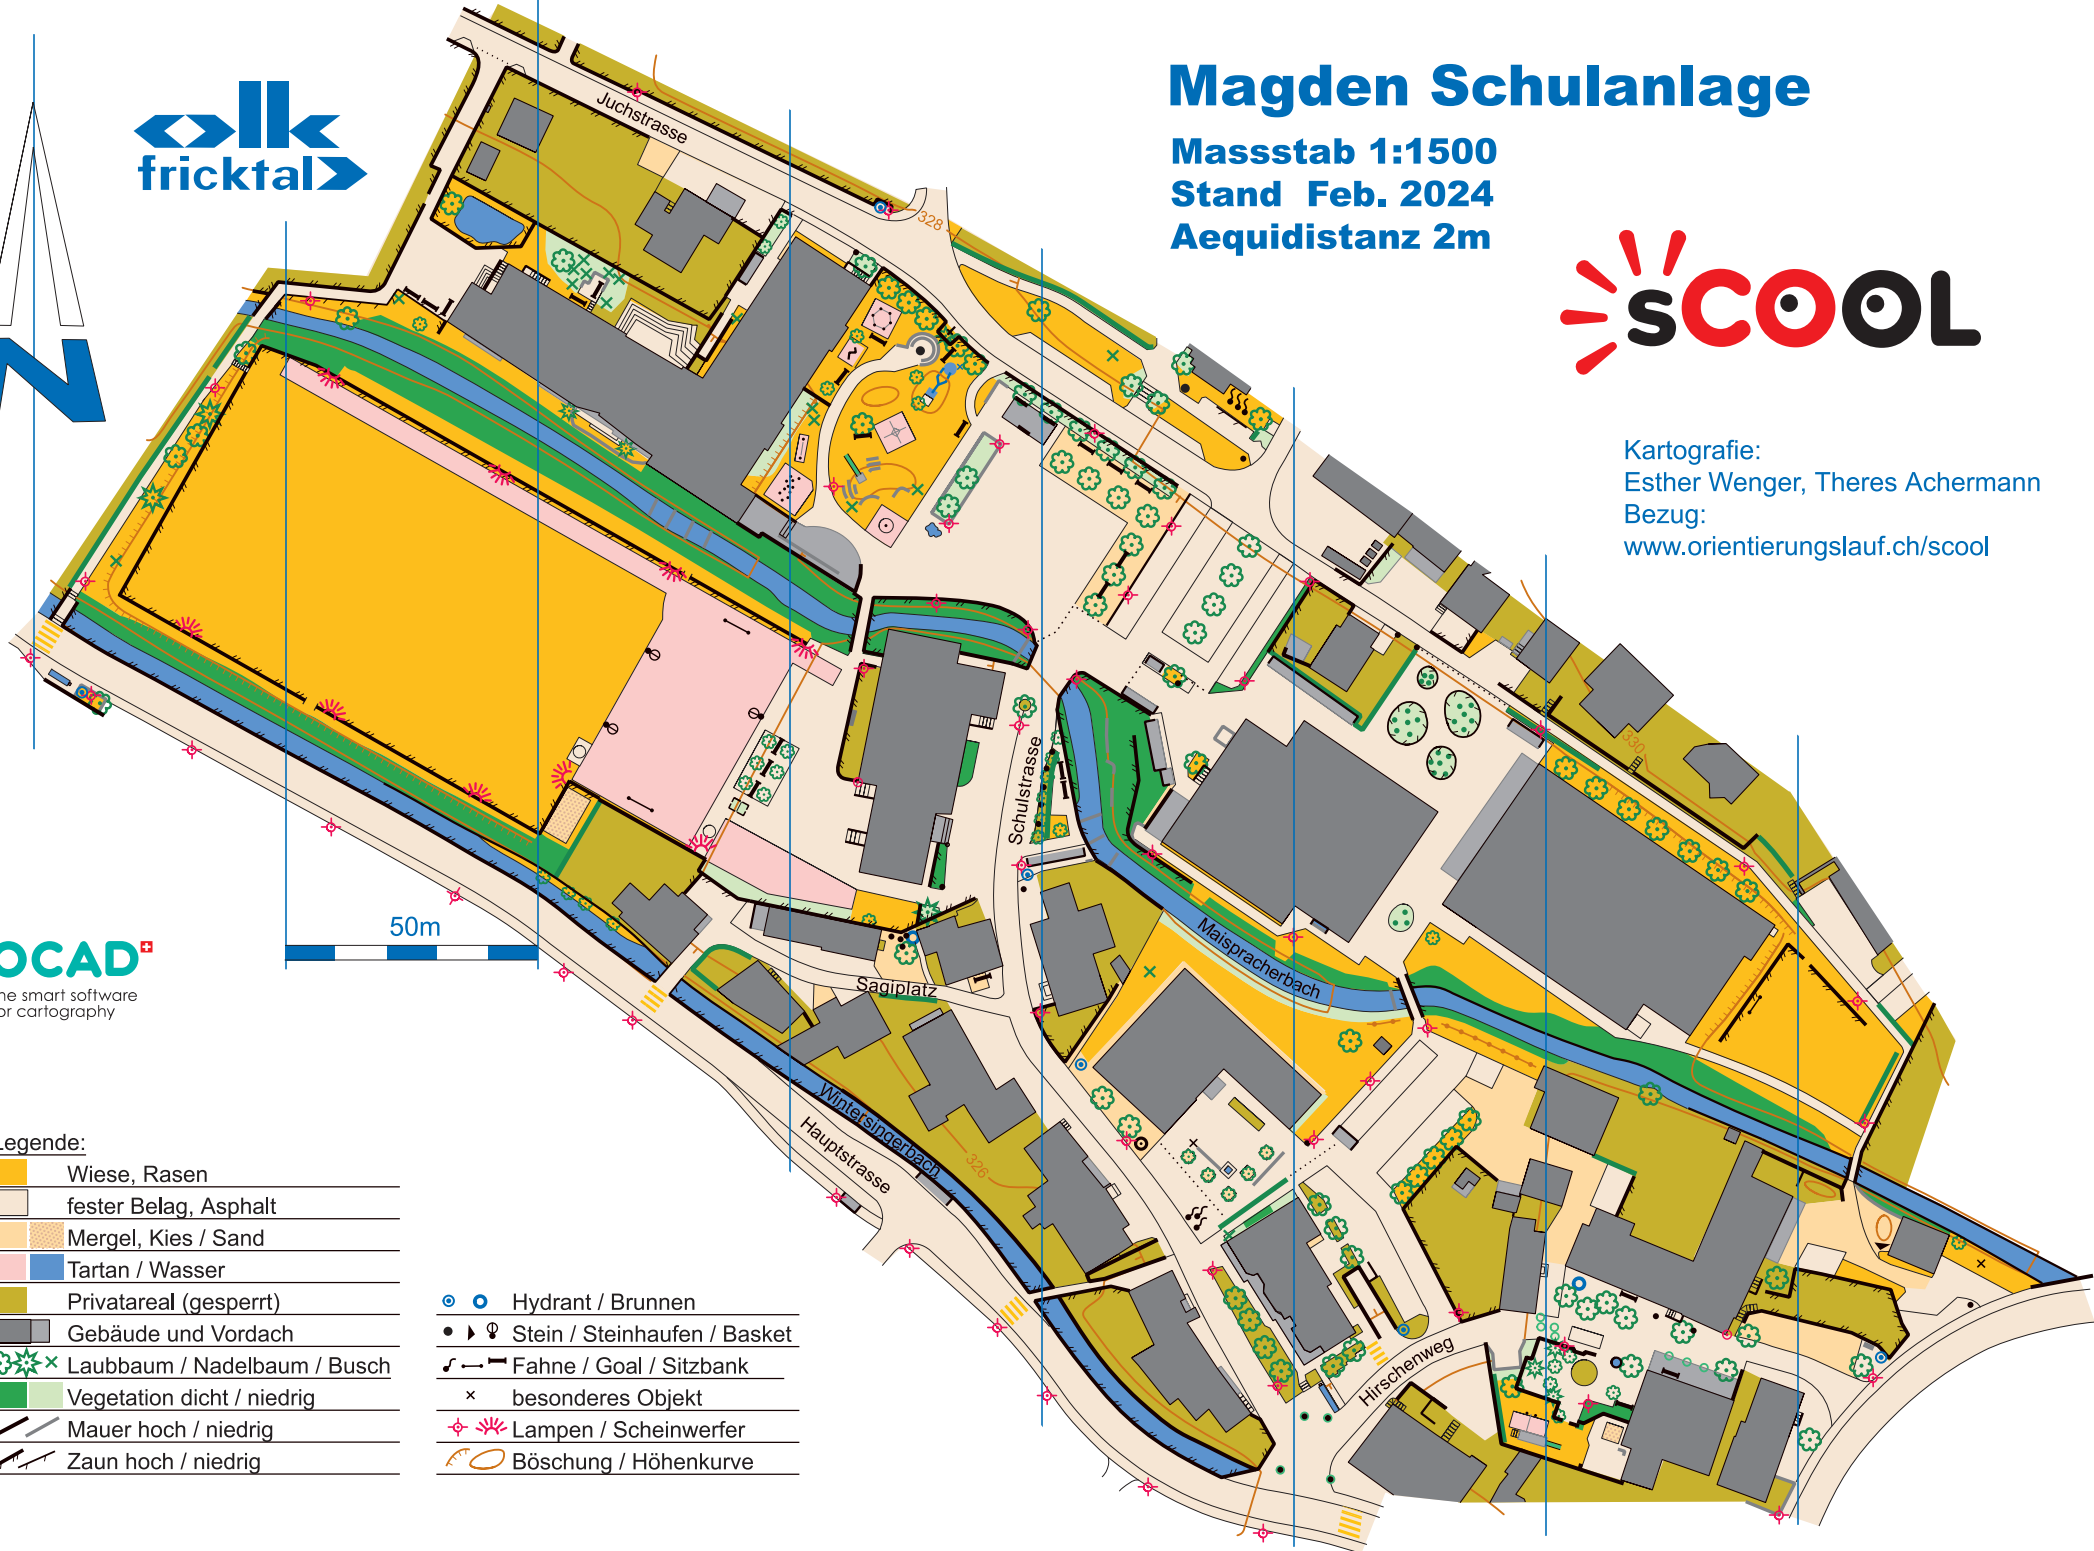 Magden Schulanlage
Massstab 1:1500
Stand Feb. 2024
Aequidistanz 2m
olk
fricktal
sCOOL
Kartografie:
Esther Wenger, Theres Achermann
Bezug:
www.orientierungslauf.ch/scool
N
Juchstrasse
328
330
Schulstrasse
Maispracherbach
Sagiplatz
Wintersingerbach
Hauptstrasse
326
Hirschenweg
50m
OCAD
he smart software
or cartography
Legende:
Wiese, Rasen
fester Belag, Asphalt
Mergel, Kies / Sand
Tartan / Wasser
Privatareal (gesperrt)
Gebäude und Vordach
Laubbaum / Nadelbaum / Busch
Vegetation dicht / niedrig
Mauer hoch / niedrig
Zaun hoch / niedrig
Hydrant / Brunnen
Stein / Steinhaufen / Basket
Fahne / Goal / Sitzbank
besonderes Objekt
Lampen / Scheinwerfer
Böschung / Höhenkurve